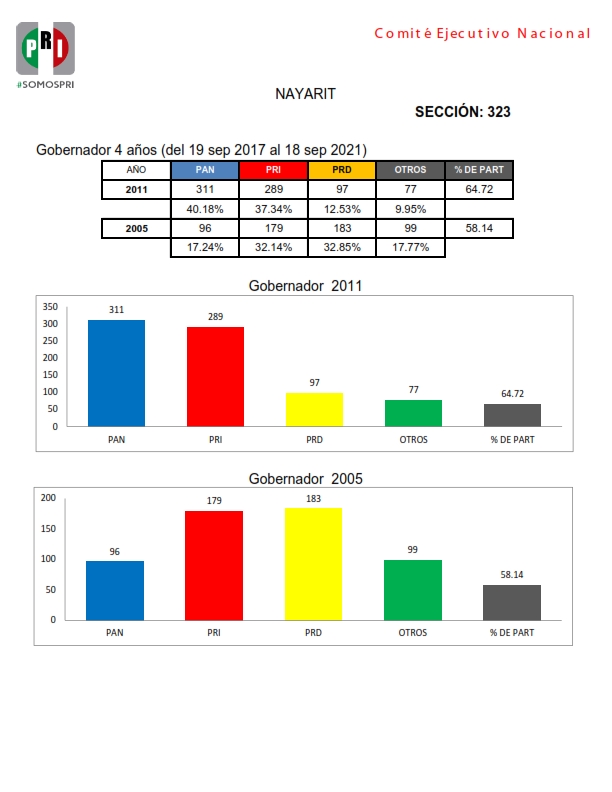 Comité Ejecutivo Nacional
PRI
#SOMOSPRI
NAYARIT
SECCIÓN: 323
Gobernador 4 años (del 19 sep 2017 al 18 sep 2021)
AÑO PAN PRI PRD OTROS % DE PART
2011 311 289 97 77 64.72
40.18% 37.34% 12.53% 9.95%
2005 96 179 183 99 58.14
17.24% 32.14% 32.85% 17.77%
Gobernador 2011
350
300
250
200
150
100
50
0
311
289
97
77
64.72
PAN PRI PRD OTROS % DE PART
Gobernador 2005
200
150
100
50
0
96
179
183
99
58.14
PAN PRI PRD OTROS % DE PART